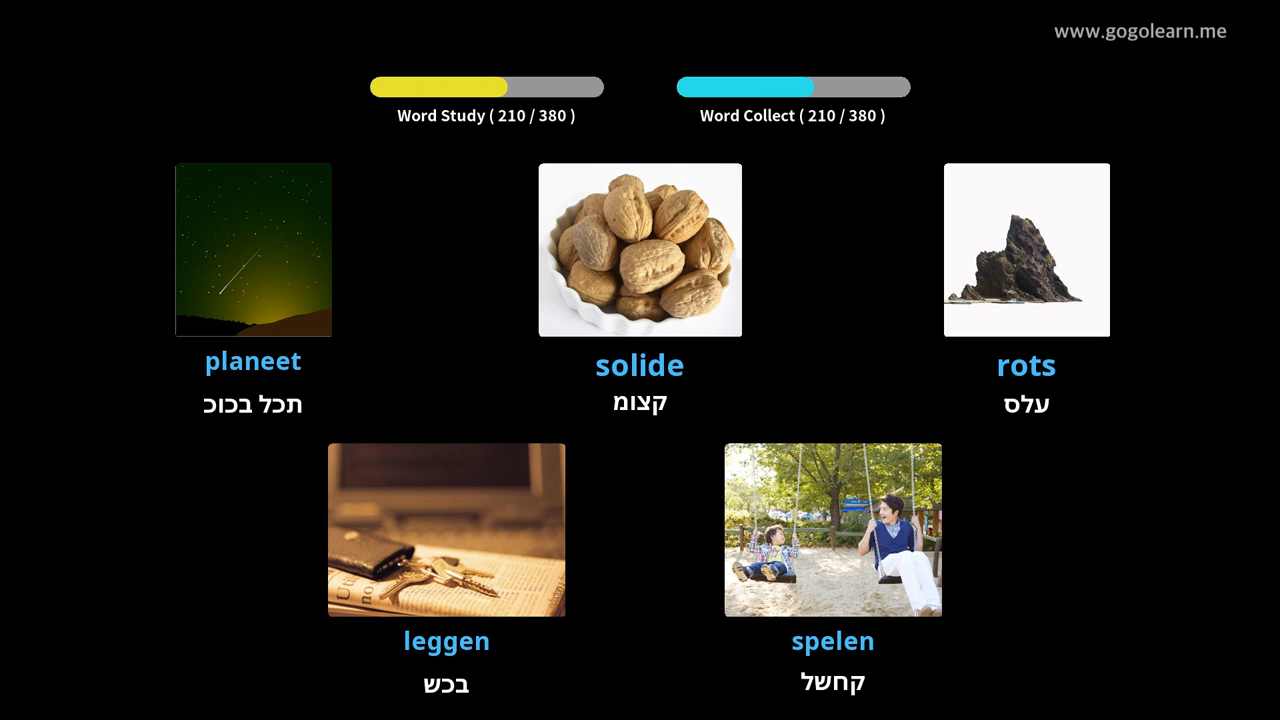 www.gogolearn.me
Word Study ( 210 / 380 )
Word Collect ( 210 / 380 )
planeet
תכל בכוכ
solide
קצומ
rots
עלס
leggen
בכש
spelen
קחשל